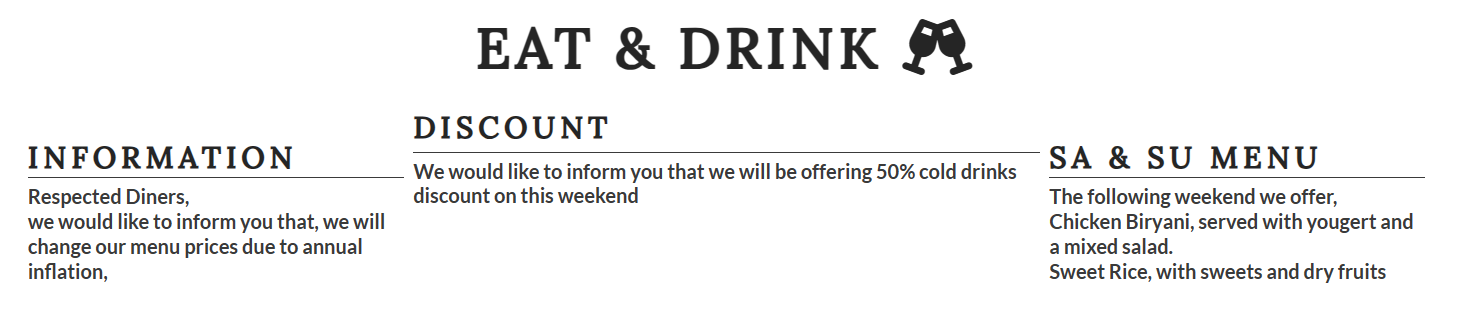 EAT & DRINK
INFORMATION
Respected Diners,
we would like to inform you that, we will
change our menu prices due to annual
inflation,
DISCOUNT
We would like to inform you that we will be offering 50% cold drinks
discount on this weekend
SA & SU MENU
The following weekend we offer,
Chicken Biryani, served with yougert and
a mixed salad.
Sweet Rice, with sweets and dry fruits